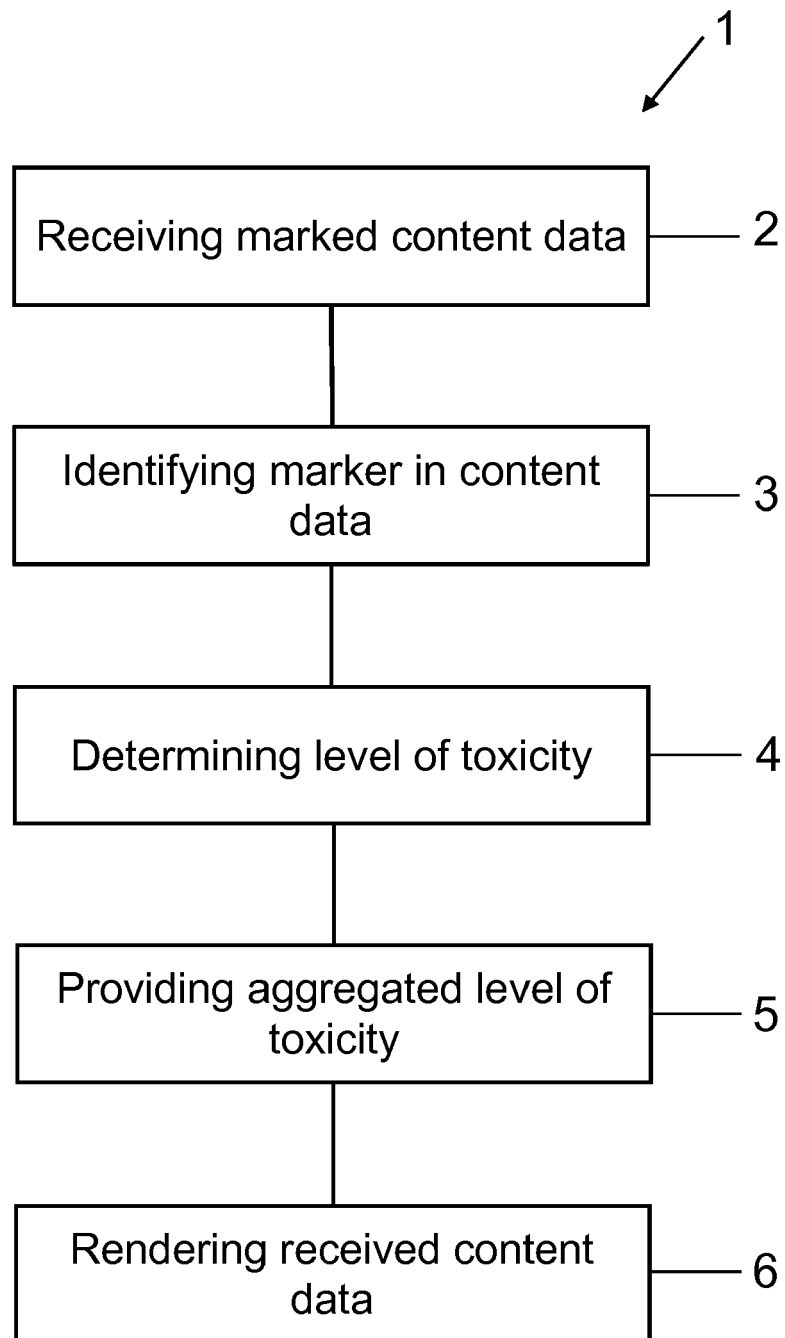 1
Receiving marked content data
2
Identifying marker in content
data
3
Determining level of toxicity
4
Providing aggregated level of
toxicity
5
Rendering received content
data
6